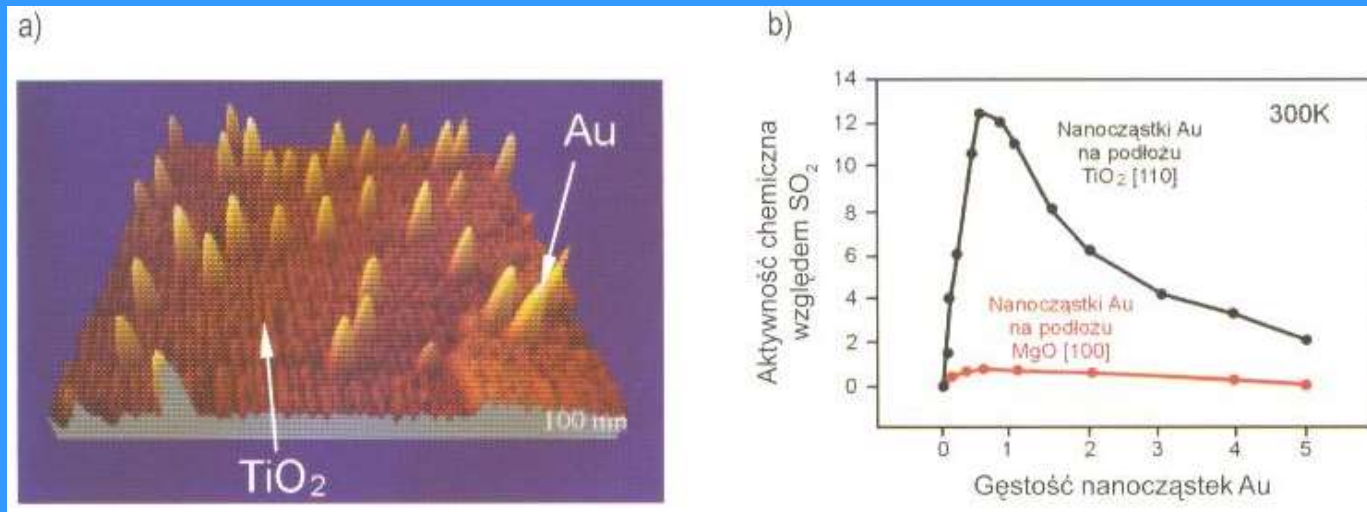 a)
Au
TiO₂
100 nm
b)
Aktywność chemiczna
względem SO₂
14
12
10
8
6
4
2
0
300K
Nanocząstki Au
na podłożu
TiO₂ [110]
Nanocząstki Au
na podłożu
MgO [100]
0 1 2 3 4 5
Gęstość nanocząstek Au